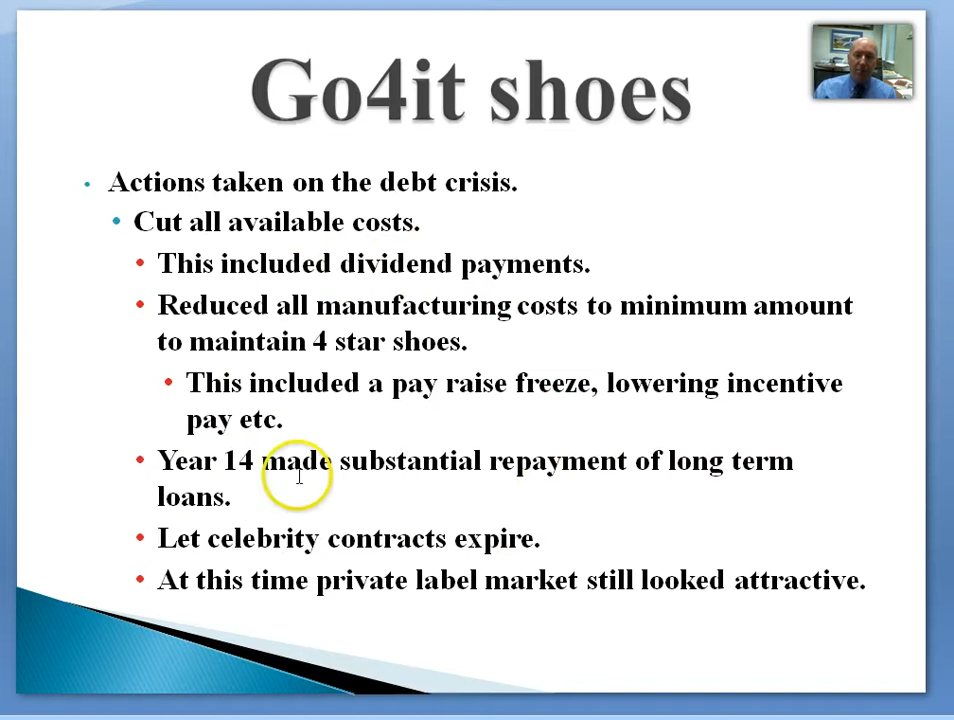 Go4it shoes
Actions taken on the debt crisis.
Cut all available costs.
This included dividend payments.
Reduced all manufacturing costs to minimum amount
to maintain 4 star shoes.
This included a pay raise freeze, lowering incentive
pay etc.
Year 14 made substantial repayment of long term
loans.
Let celebrity contracts expire.
At this time private label market still looked attractive.